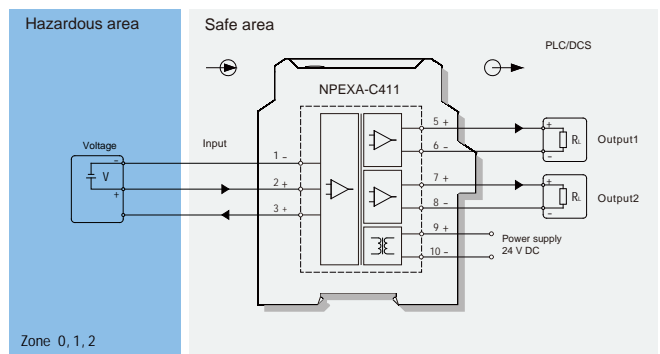 Hazardous area
Safe area
PLC/DCS
NPEXA-C411
Voltage
Input
- V
+
1 -
2 +
3 +
5 +
6 -
7 +
8 -
9 +
10 -
+ RL -
Output1
+ RL -
Output2
Power supply
24 V DC
Zone 0, 1, 2